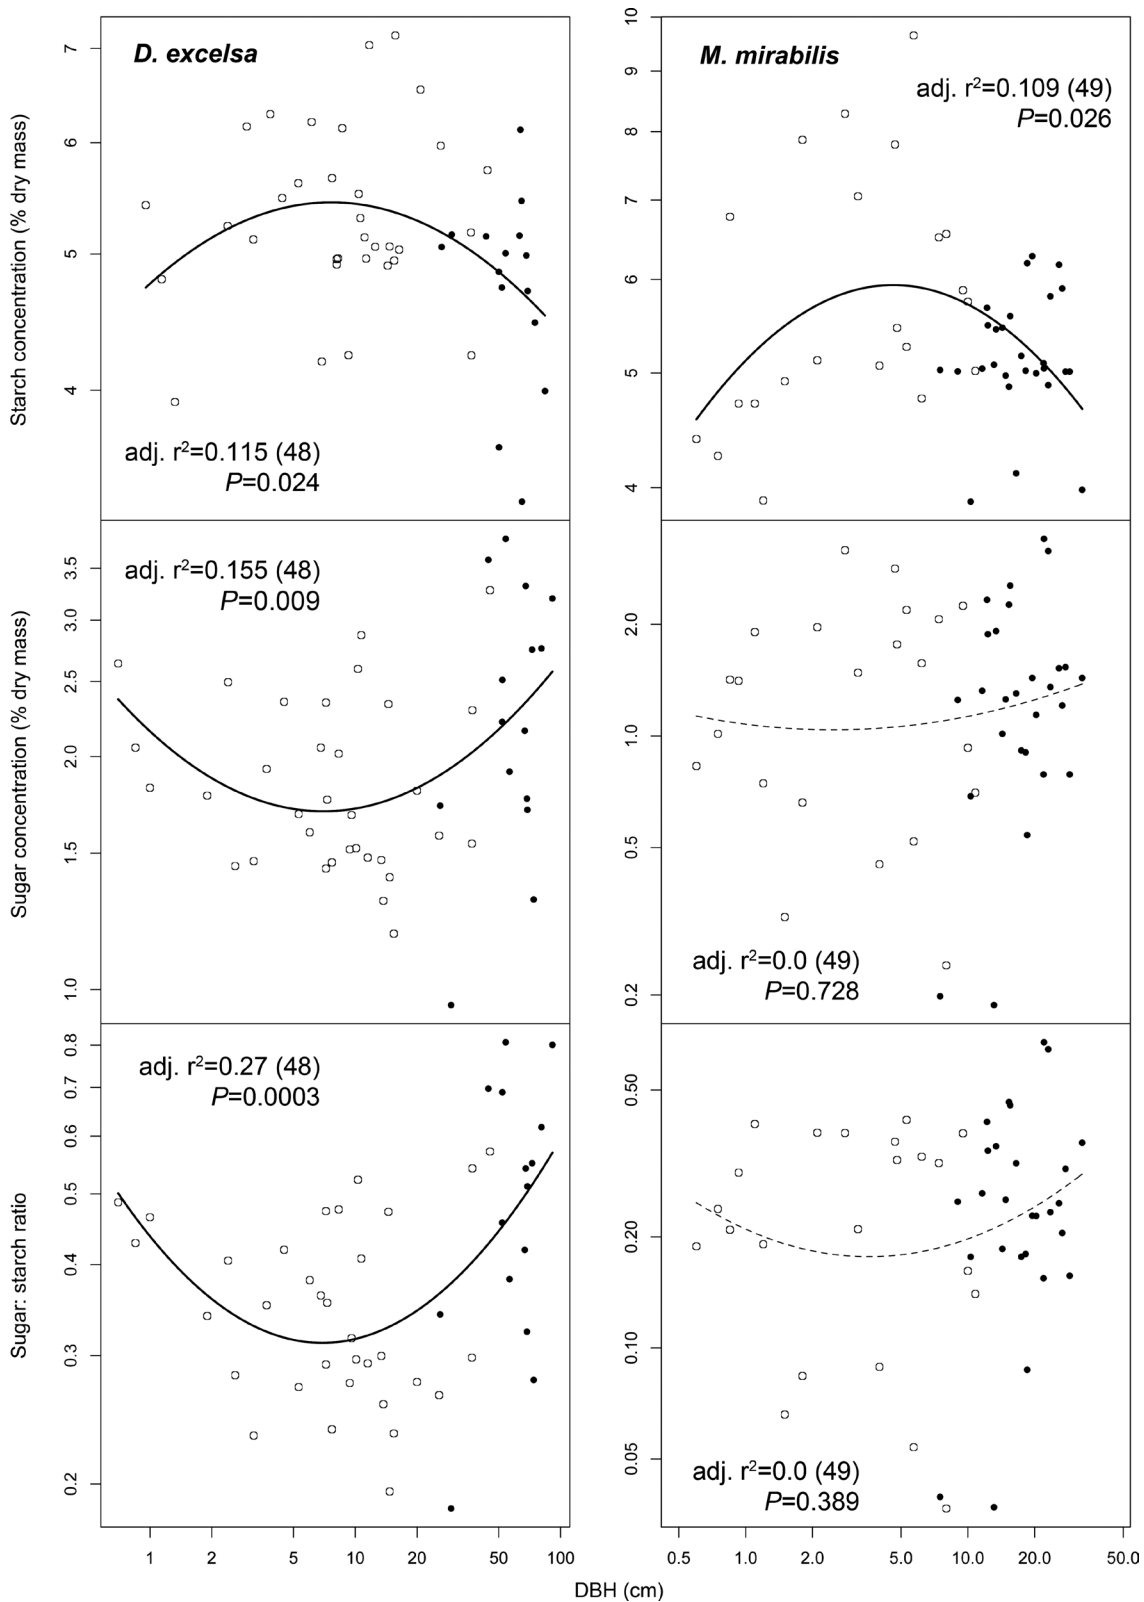 D. excelsa
adj. r²=0.115 (48)
P=0.024
Starch concentration (% dry mass)
7
6
5
4
M. mirabilis
adj. r²=0.109 (49)
P=0.026
10
9
8
7
6
5
4
adj. r²=0.155 (48)
P=0.009
Sugar concentration (% dry mass)
3.5
3.0
2.5
2.0
1.5
1.0
adj. r²=0.0 (49)
P=0.728
2.0
1.0
0.5
0.2
adj. r²=0.27 (48)
P=0.0003
Sugar: starch ratio
0.8
0.7
0.6
0.5
0.4
0.3
0.2
adj. r²=0.0 (49)
P=0.389
0.50
0.20
0.10
0.05
1 2 5 10 20 50 100
0.5 1.0 2.0 5.0 10.0 20.0 50.0
DBH (cm)